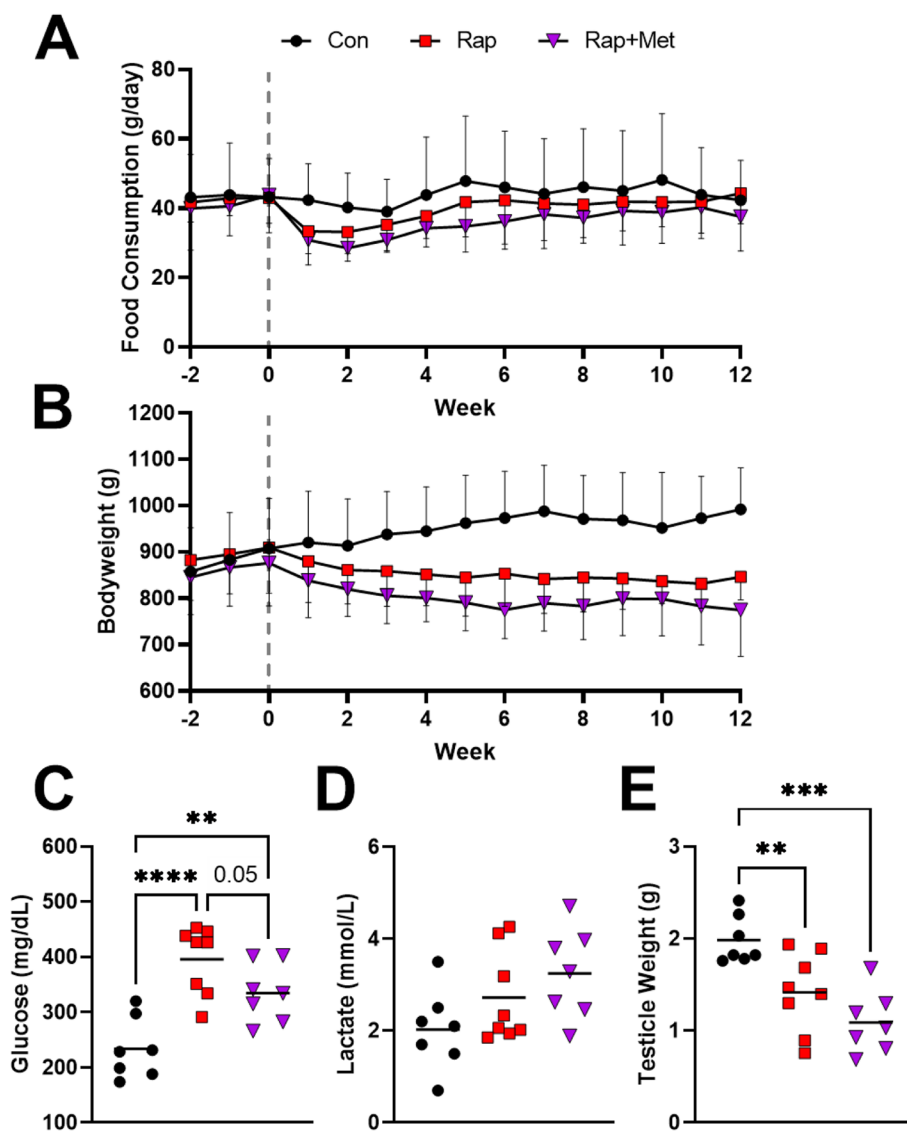 A
Con Rap Rap+Met
Food Consumption (g/day)
80
60
40
20
0
-2 0 2 4 6 8 10 12
Week
B
Bodyweight (g)
1200
1100
1000
900
800
700
600
-2 0 2 4 6 8 10 12
Week
C
Glucose (mg/dL)
600
500
400
300
200
100
**
**** 0.05
D
Lactate (mmol/L)
6
4
2
0
E
Testicle Weight (g)
3
2
1
0
***
**